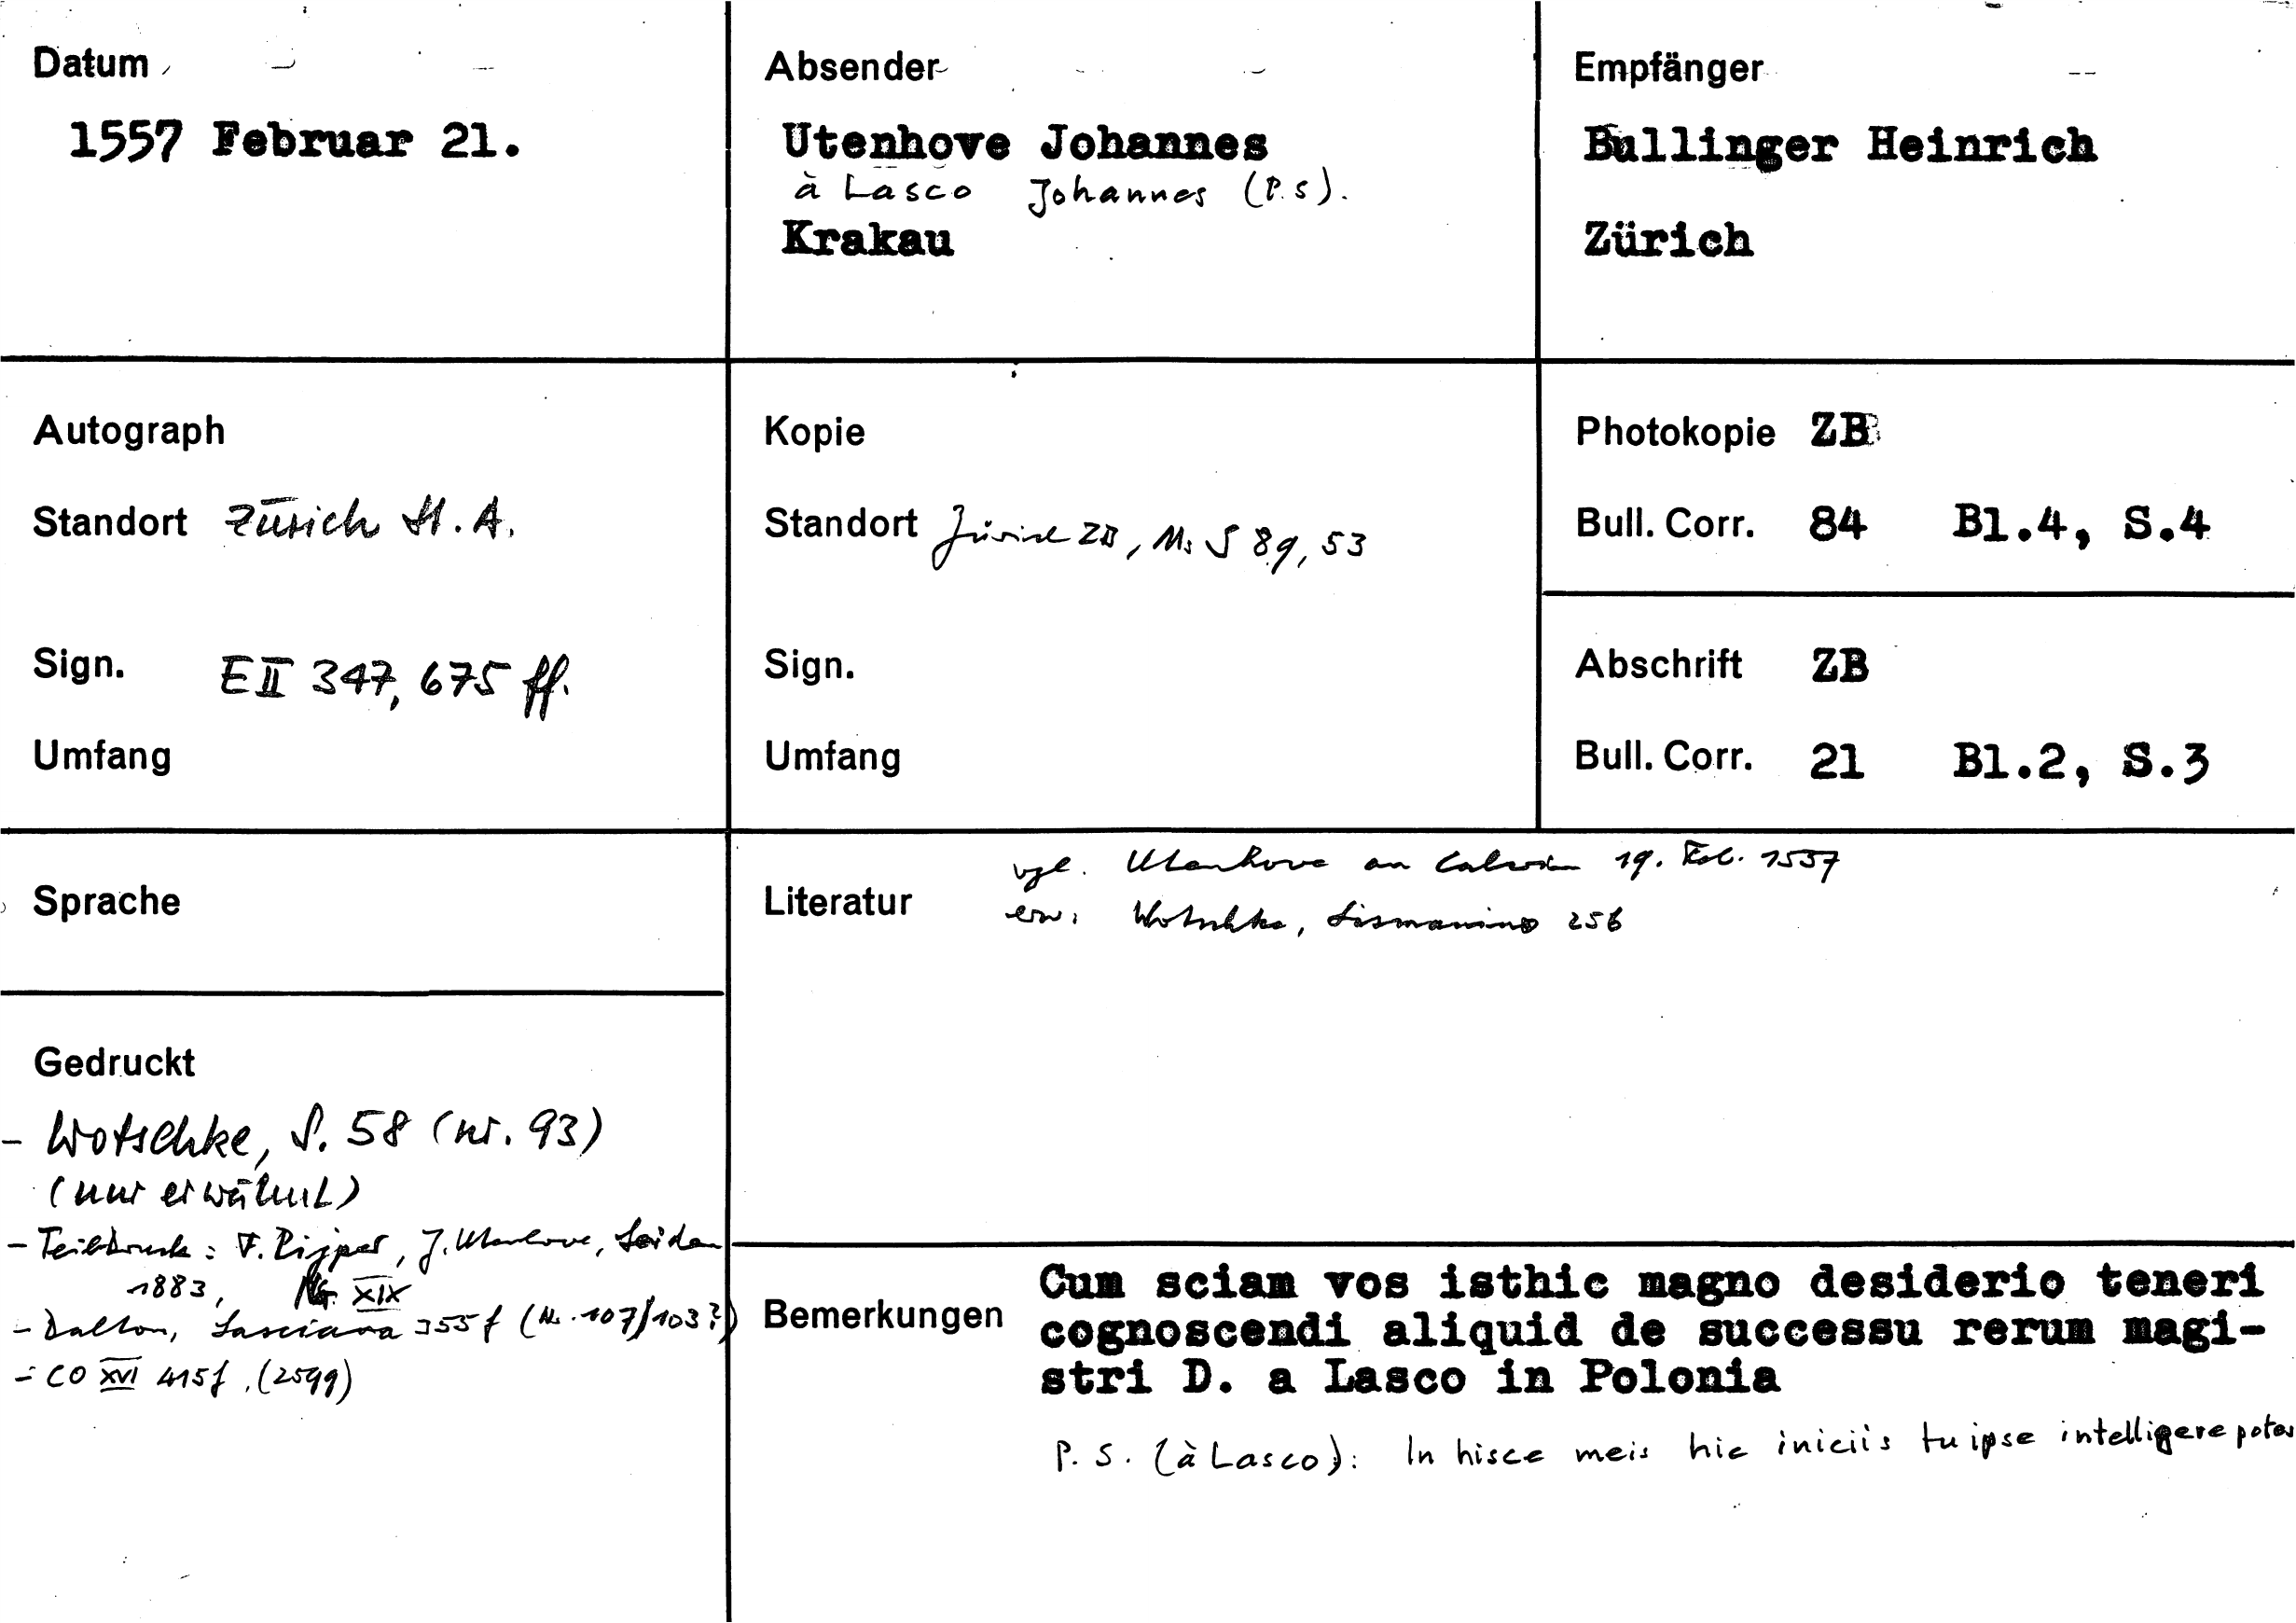 Datum
1557 Februar 21.
Absender
Utenhove Johannes
à Lasco Johannes (P.S).
Krakau
Empfänger
Bullinger Heinrich
Zürich
Autograph
Standort Zürich St.A.
Sign. E II 347, 675 ff.
Umfang
Kopie
Standort Zürich ZB, Ms S 89, 53
Sign.
Umfang
Photokopie ZB
Bull. Corr. 84 Bl.4, S.4
Abschrift ZB
Bull. Corr. 21 Bl.2, S.3
Sprache
Gedruckt
- Wotschke, S. 58 (nr. 93)
(nur erwähnt)
- Teildruck: F. Pijper, J. Utenhove, Leiden
1883, Nr. XIX
- Dalton, Lasciana 355f (Nr. 107/103?)
- CO XVI 415f. (2599)
Literatur
vgl. Utenhove an Calvin 19. Feb. 1557
erw: Wotschke, Lismanino 256
Bemerkungen
Cum sciam vos isthic magno desiderio teneri
cognoscendi aliquid de successu rerum magi-
stri D. a Lasco in Polonia
P.S. (à Lasco): In hisce meis hic iniciis tu ipse intelligere potes